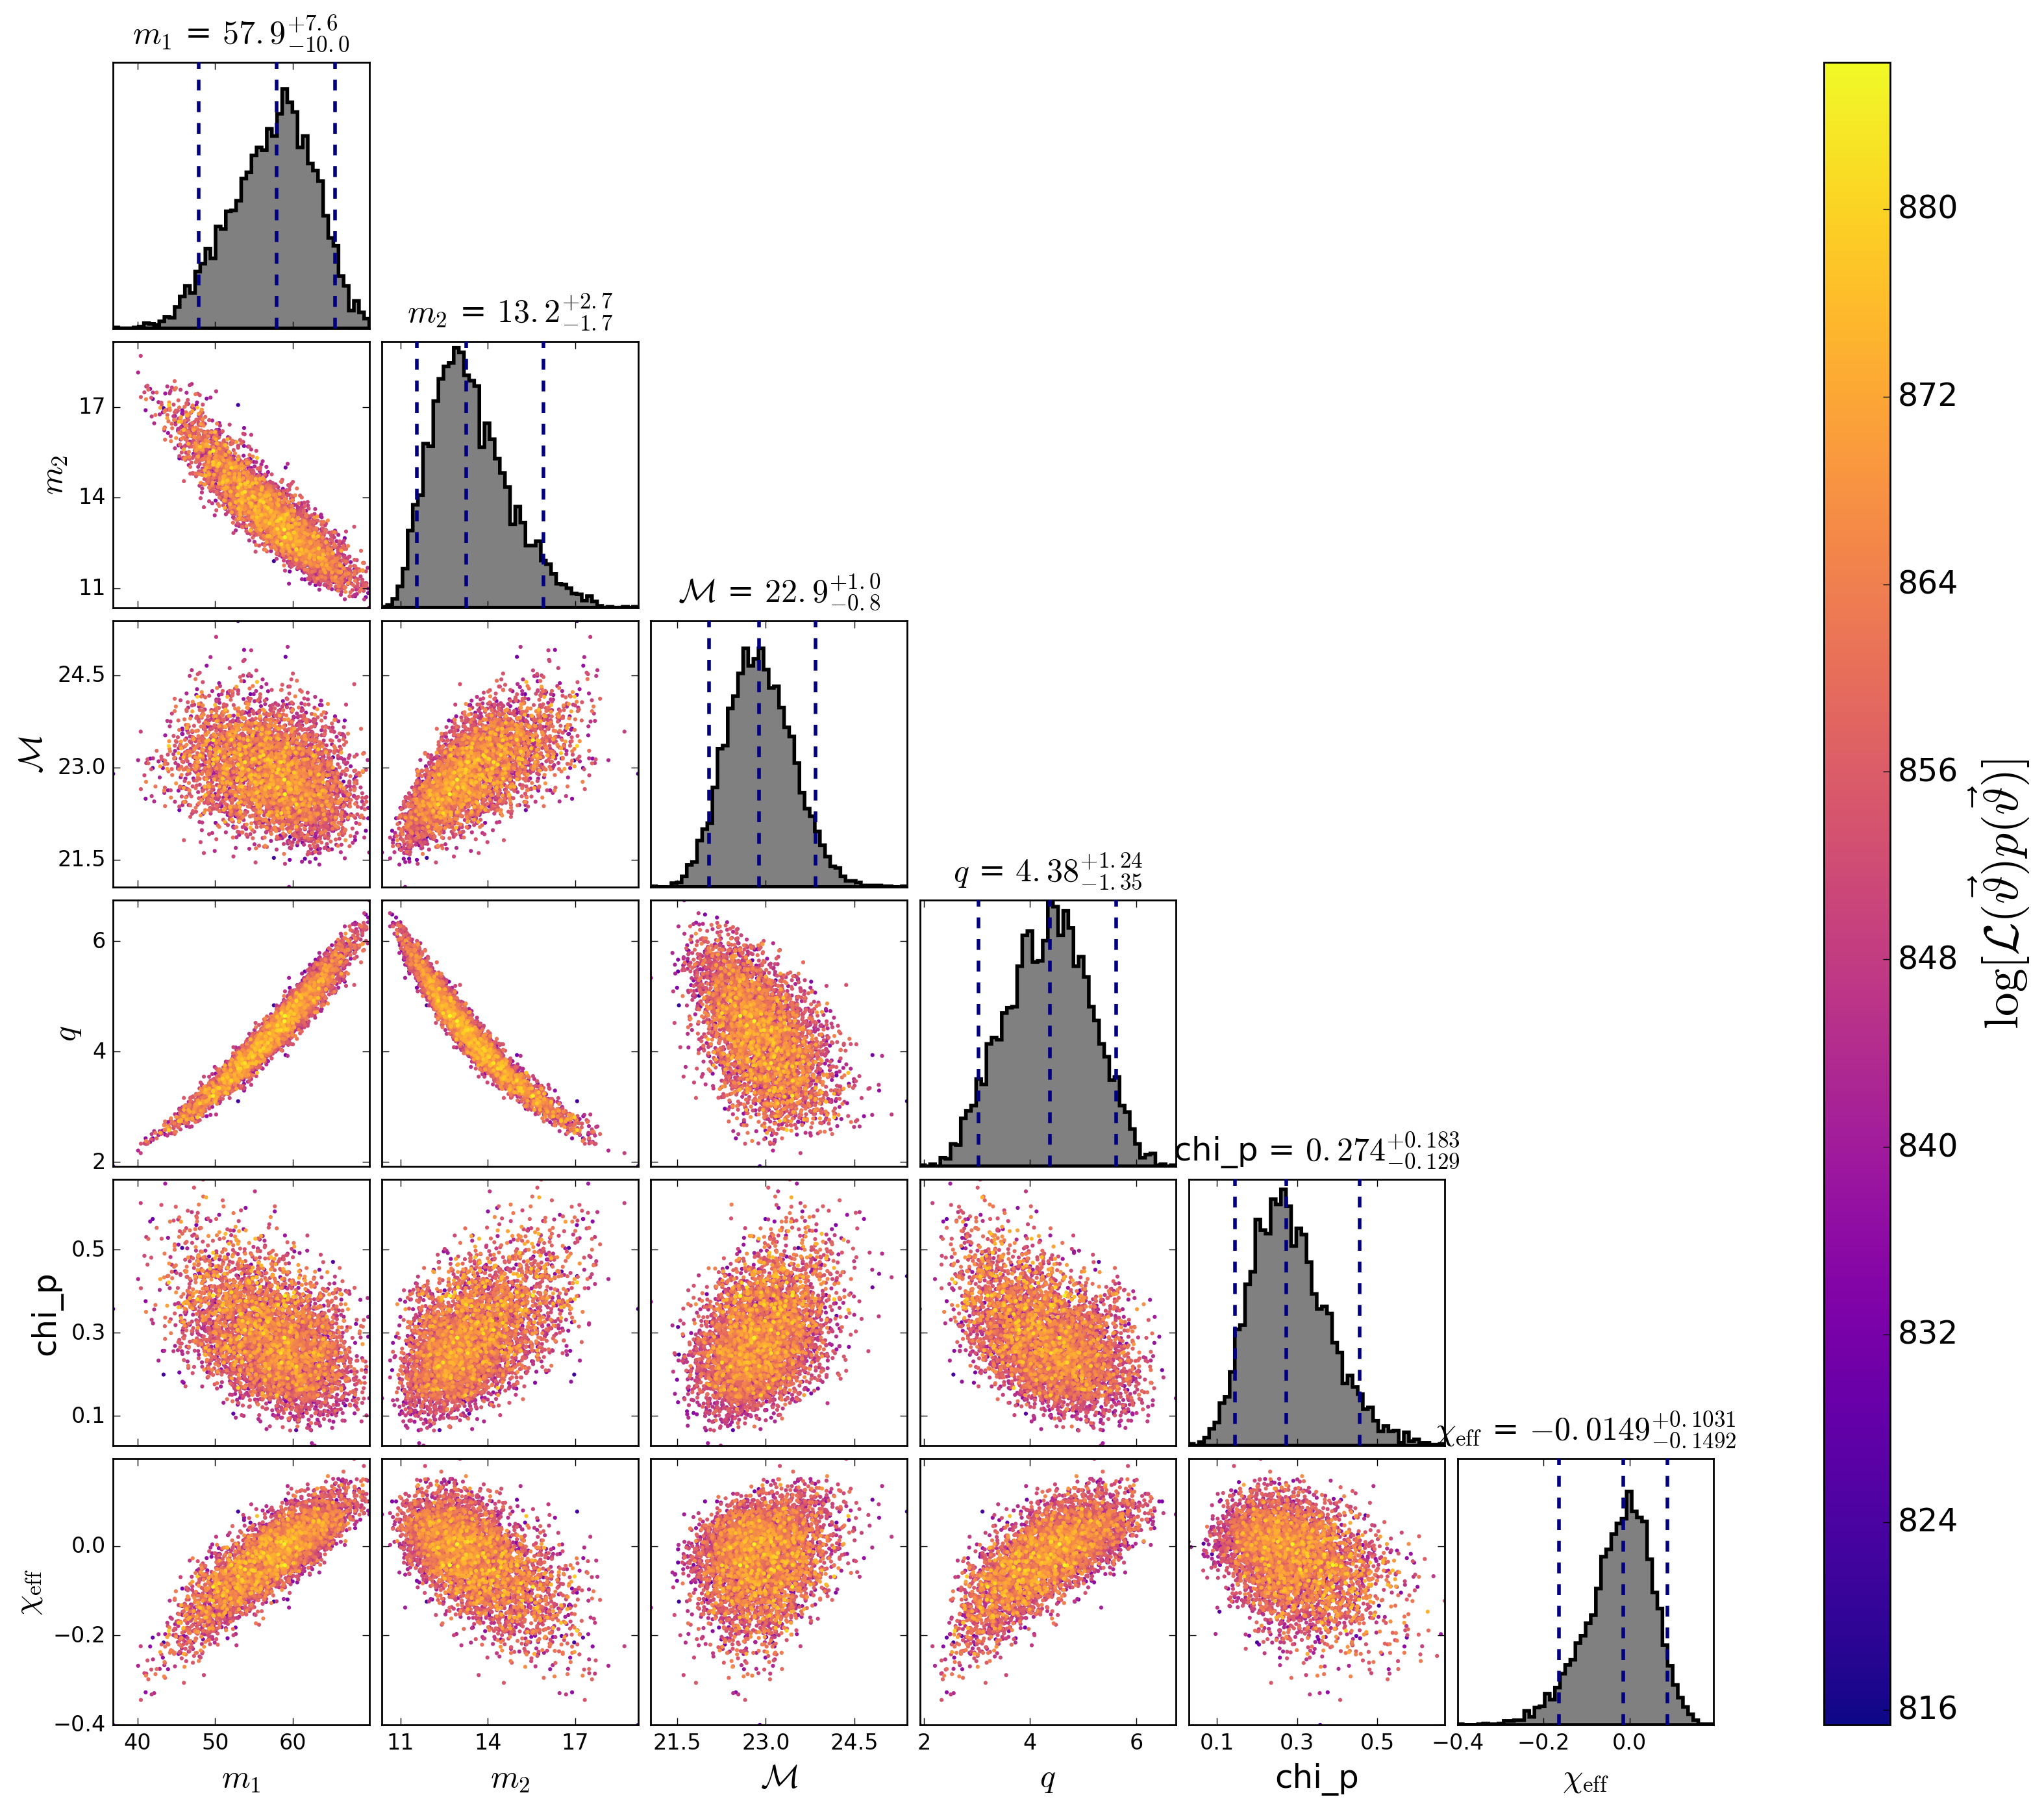 m₁ = 57.9 +7.6 −10.0
m₂ = 13.2 +2.7 −1.7
ℳ = 22.9 +1.0 −0.8
q = 4.38 +1.24 −1.35
chi_p = 0.274 +0.183 −0.129
χeff = −0.0149 +0.1031 −0.1492
m₂
17
14
11
ℳ
24.5
23.0
21.5
q
6
4
2
chi_p
0.5
0.3
0.1
χeff
0.0
−0.2
−0.4
40 50 60
11 14 17
21.5 23.0 24.5
2 4 6
0.1 0.3 0.5
−0.4 −0.2 0.0
m₁
m₂
ℳ
q
chi_p
χeff
880
872
864
856
848
840
832
824
816
log[ℒ(ϑ⃗)p(ϑ⃗)]